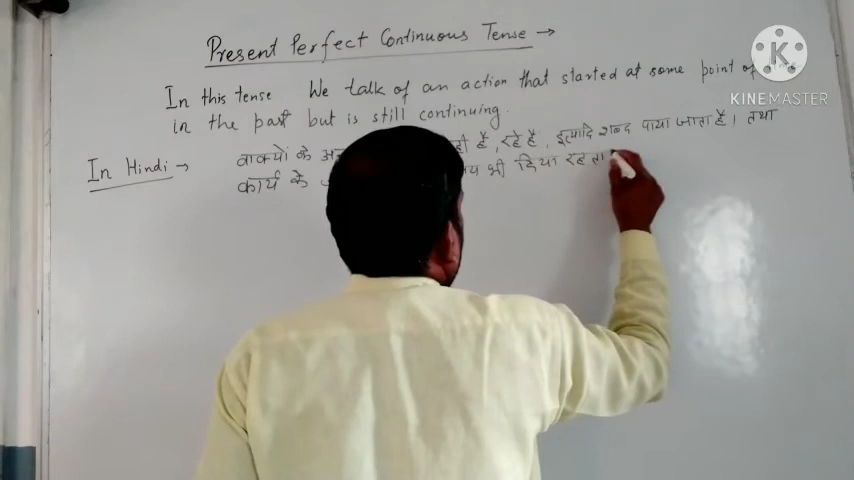 Present Perfect Continuous Tense →
In this tense We talk of an action that started at some point of
in the past but is still continuing.
In Hindi → वाक्यों के ही है, रहे हैं, इत्यादि शब्द पाया जाता है। तथा
कार्य के भी दिया रहता
KINEMASTER